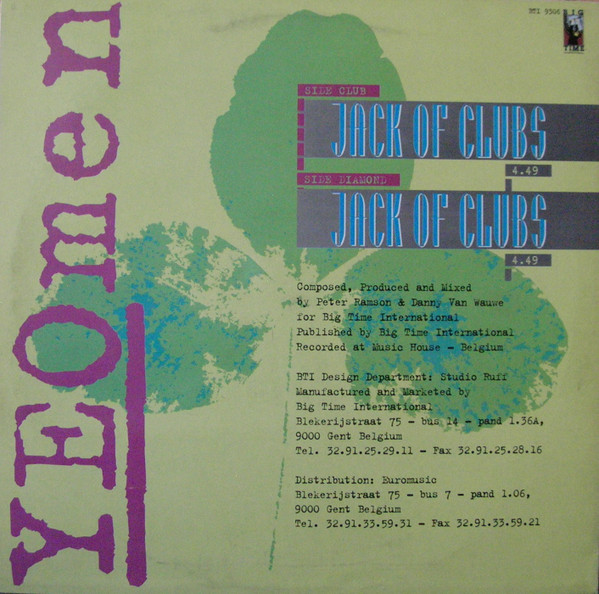 YEOmen
BTI 9506
BIG
TIME
SIDE CLUB
JACK OF CLUBS
4.49
SIDE DIAMOND
JACK OF CLUBS
4.49
Composed, Produced and Mixed
by Peter Ramson & Danny Van Wauwe
for Big Time International
Published by Big Time International
Recorded at Music House - Belgium
BTI Design Department: Studio Ruff
Manufactured and Marketed by
Big Time International
Blekerijstraat 75 - bus 14 - pand 1.36A,
9000 Gent Belgium
Tel. 32.91.25.29.11 - Fax 32.91.25.28.16
Distribution: Euromusic
Blekerijstraat 75 - bus 7 - pand 1.06,
9000 Gent Belgium
Tel. 32.91.33.59.31 - Fax 32.91.33.59.21